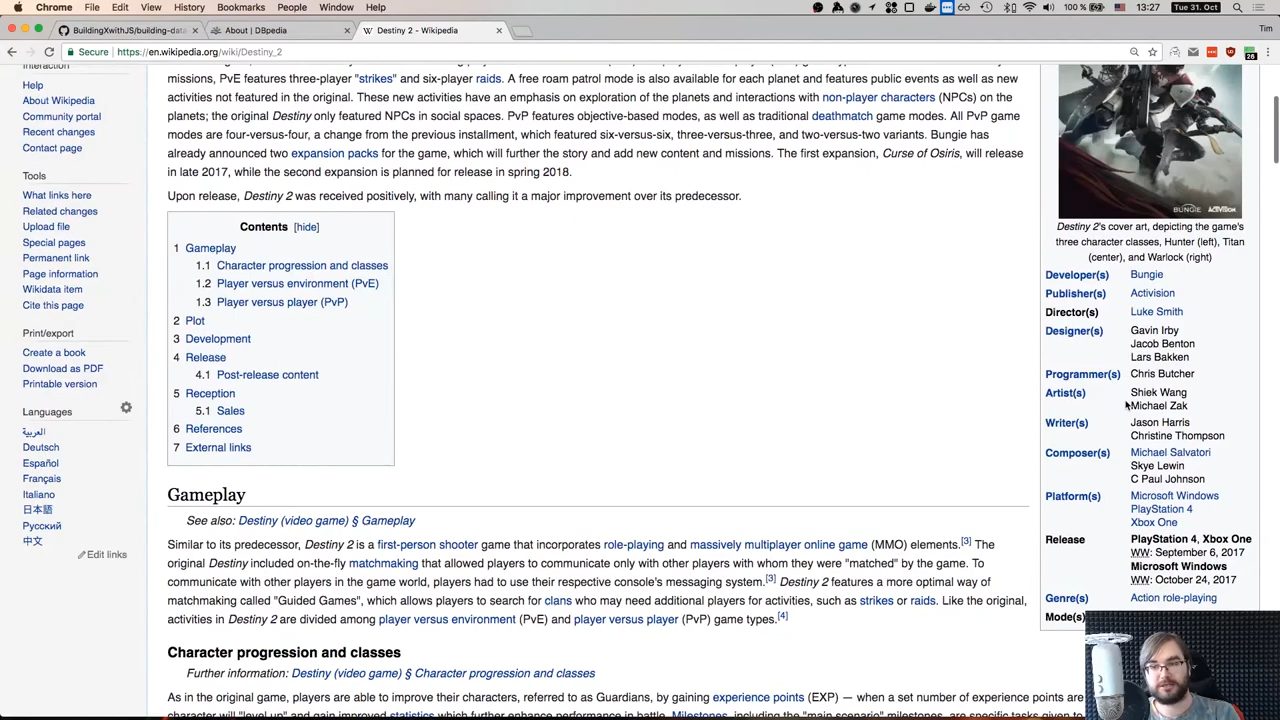 Chrome File Edit View History Bookmarks People Window Help 100 % 13:27 Tue 31. Oct
BuildingXwithJS/building-data About | DBpedia Destiny 2 - Wikipedia Tim
Secure https://en.wikipedia.org/wiki/Destiny_2
Interaction
Help
About Wikipedia
Community portal
Recent changes
Contact page
Tools
What links here
Related changes
Upload file
Special pages
Permanent link
Page information
Wikidata item
Cite this page
Print/export
Create a book
Download as PDF
Printable version
Languages
العربية
Deutsch
Español
Français
Italiano
日本語
Русский
中文
Edit links
missions, PvE features three-player "strikes" and six-player raids. A free roam patrol mode is also available for each planet and features public events as well as new
activities not featured in the original. These new activities have an emphasis on exploration of the planets and interactions with non-player characters (NPCs) on the
planets; the original Destiny only featured NPCs in social spaces. PvP features objective-based modes, as well as traditional deathmatch game modes. All PvP game
modes are four-versus-four, a change from the previous installment, which featured six-versus-six, three-versus-three, and two-versus-two variants. Bungie has
already announced two expansion packs for the game, which will further the story and add new content and missions. The first expansion, Curse of Osiris, will release
in late 2017, while the second expansion is planned for release in spring 2018.
Upon release, Destiny 2 was received positively, with many calling it a major improvement over its predecessor.
Contents [hide]
1 Gameplay
1.1 Character progression and classes
1.2 Player versus environment (PvE)
1.3 Player versus player (PvP)
2 Plot
3 Development
4 Release
4.1 Post-release content
5 Reception
5.1 Sales
6 References
7 External links
Gameplay
See also: Destiny (video game) § Gameplay
Similar to its predecessor, Destiny 2 is a first-person shooter game that incorporates role-playing and massively multiplayer online game (MMO) elements.[3] The
original Destiny included on-the-fly matchmaking that allowed players to communicate only with other players with whom they were "matched" by the game. To
communicate with other players in the game world, players had to use their respective console's messaging system.[3] Destiny 2 features a more optimal way of
matchmaking called "Guided Games", which allows players to search for clans who may need additional players for activities, such as strikes or raids. Like the original,
activities in Destiny 2 are divided among player versus environment (PvE) and player versus player (PvP) game types.[4]
Character progression and classes
Further information: Destiny (video game) § Character progression and classes
As in the original game, players are able to improve their characters, referred to as Guardians, by gaining experience points (EXP) — when a set number of experience points are
BUNGIE ACTIVISION
Destiny 2's cover art, depicting the game's
three character classes, Hunter (left), Titan
(center), and Warlock (right)
Developer(s) Bungie
Publisher(s) Activision
Director(s) Luke Smith
Designer(s) Gavin Irby
Jacob Benton
Lars Bakken
Programmer(s) Chris Butcher
Artist(s) Shiek Wang
Michael Zak
Writer(s) Jason Harris
Christine Thompson
Composer(s) Michael Salvatori
Skye Lewin
C Paul Johnson
Platform(s) Microsoft Windows
PlayStation 4
Xbox One
Release PlayStation 4, Xbox One
WW: September 6, 2017
Microsoft Windows
WW: October 24, 2017
Genre(s) Action role-playing
Mode(s)